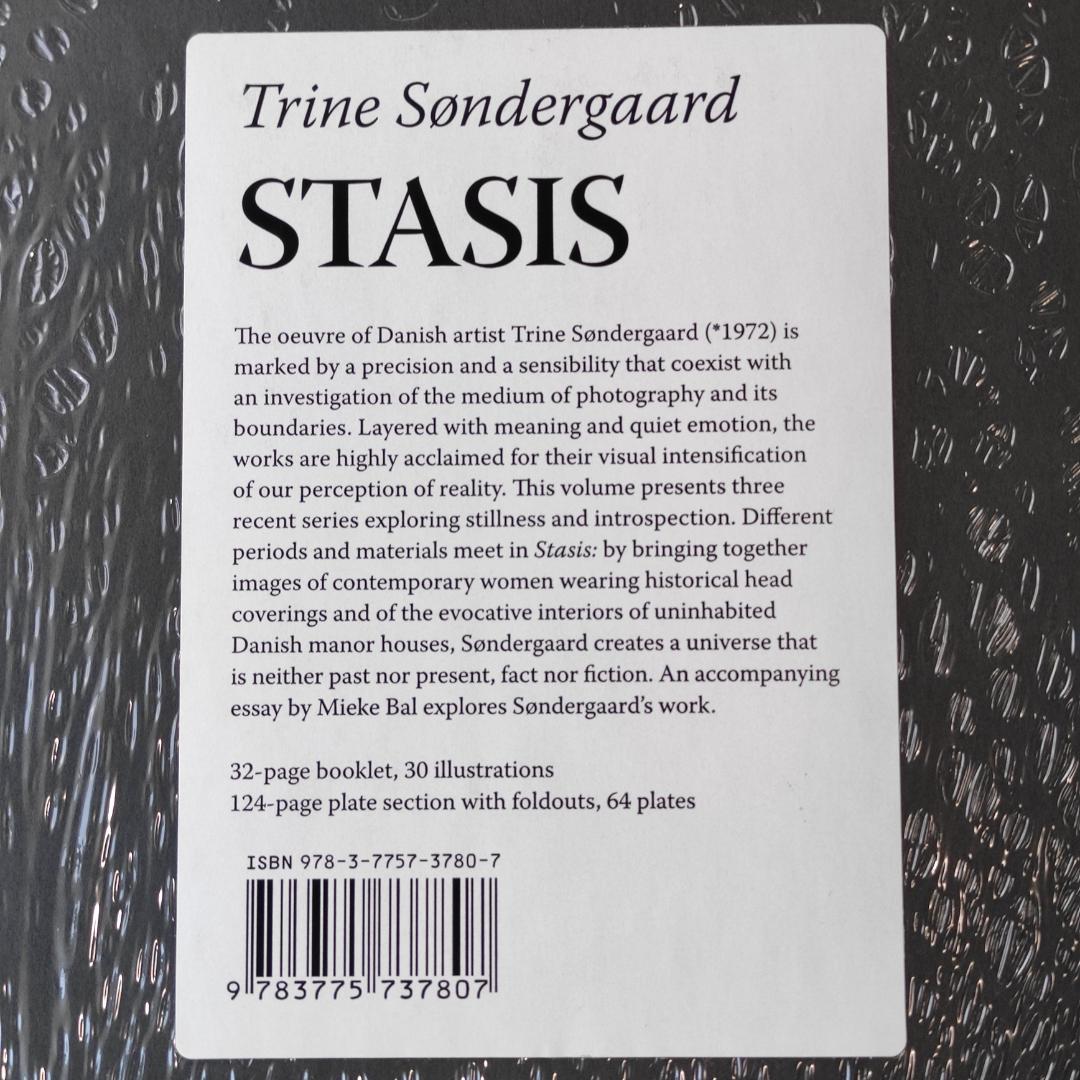 Trine Søndergaard
STASIS
The oeuvre of Danish artist Trine Søndergaard (*1972) is
marked by a precision and a sensibility that coexist with
an investigation of the medium of photography and its
boundaries. Layered with meaning and quiet emotion, the
works are highly acclaimed for their visual intensification
of our perception of reality. This volume presents three
recent series exploring stillness and introspection. Different
periods and materials meet in Stasis: by bringing together
images of contemporary women wearing historical head
coverings and of the evocative interiors of uninhabited
Danish manor houses, Søndergaard creates a universe that
is neither past nor present, fact nor fiction. An accompanying
essay by Mieke Bal explores Søndergaard’s work.
32-page booklet, 30 illustrations
124-page plate section with foldouts, 64 plates
ISBN 978-3-7757-3780-7
9 783775 737807